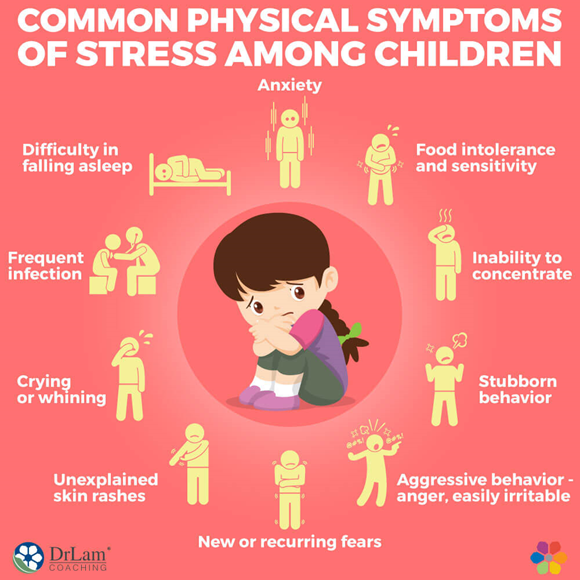 COMMON PHYSICAL SYMPTOMS
OF STRESS AMONG CHILDREN
Anxiety
Difficulty in
falling asleep
Food intolerance
and sensitivity
Frequent
infection
Inability to
concentrate
Crying
or whining
Stubborn
behavior
Unexplained
skin rashes
Aggressive behavior -
anger, easily irritable
New or recurring fears
DrLam®
COACHING